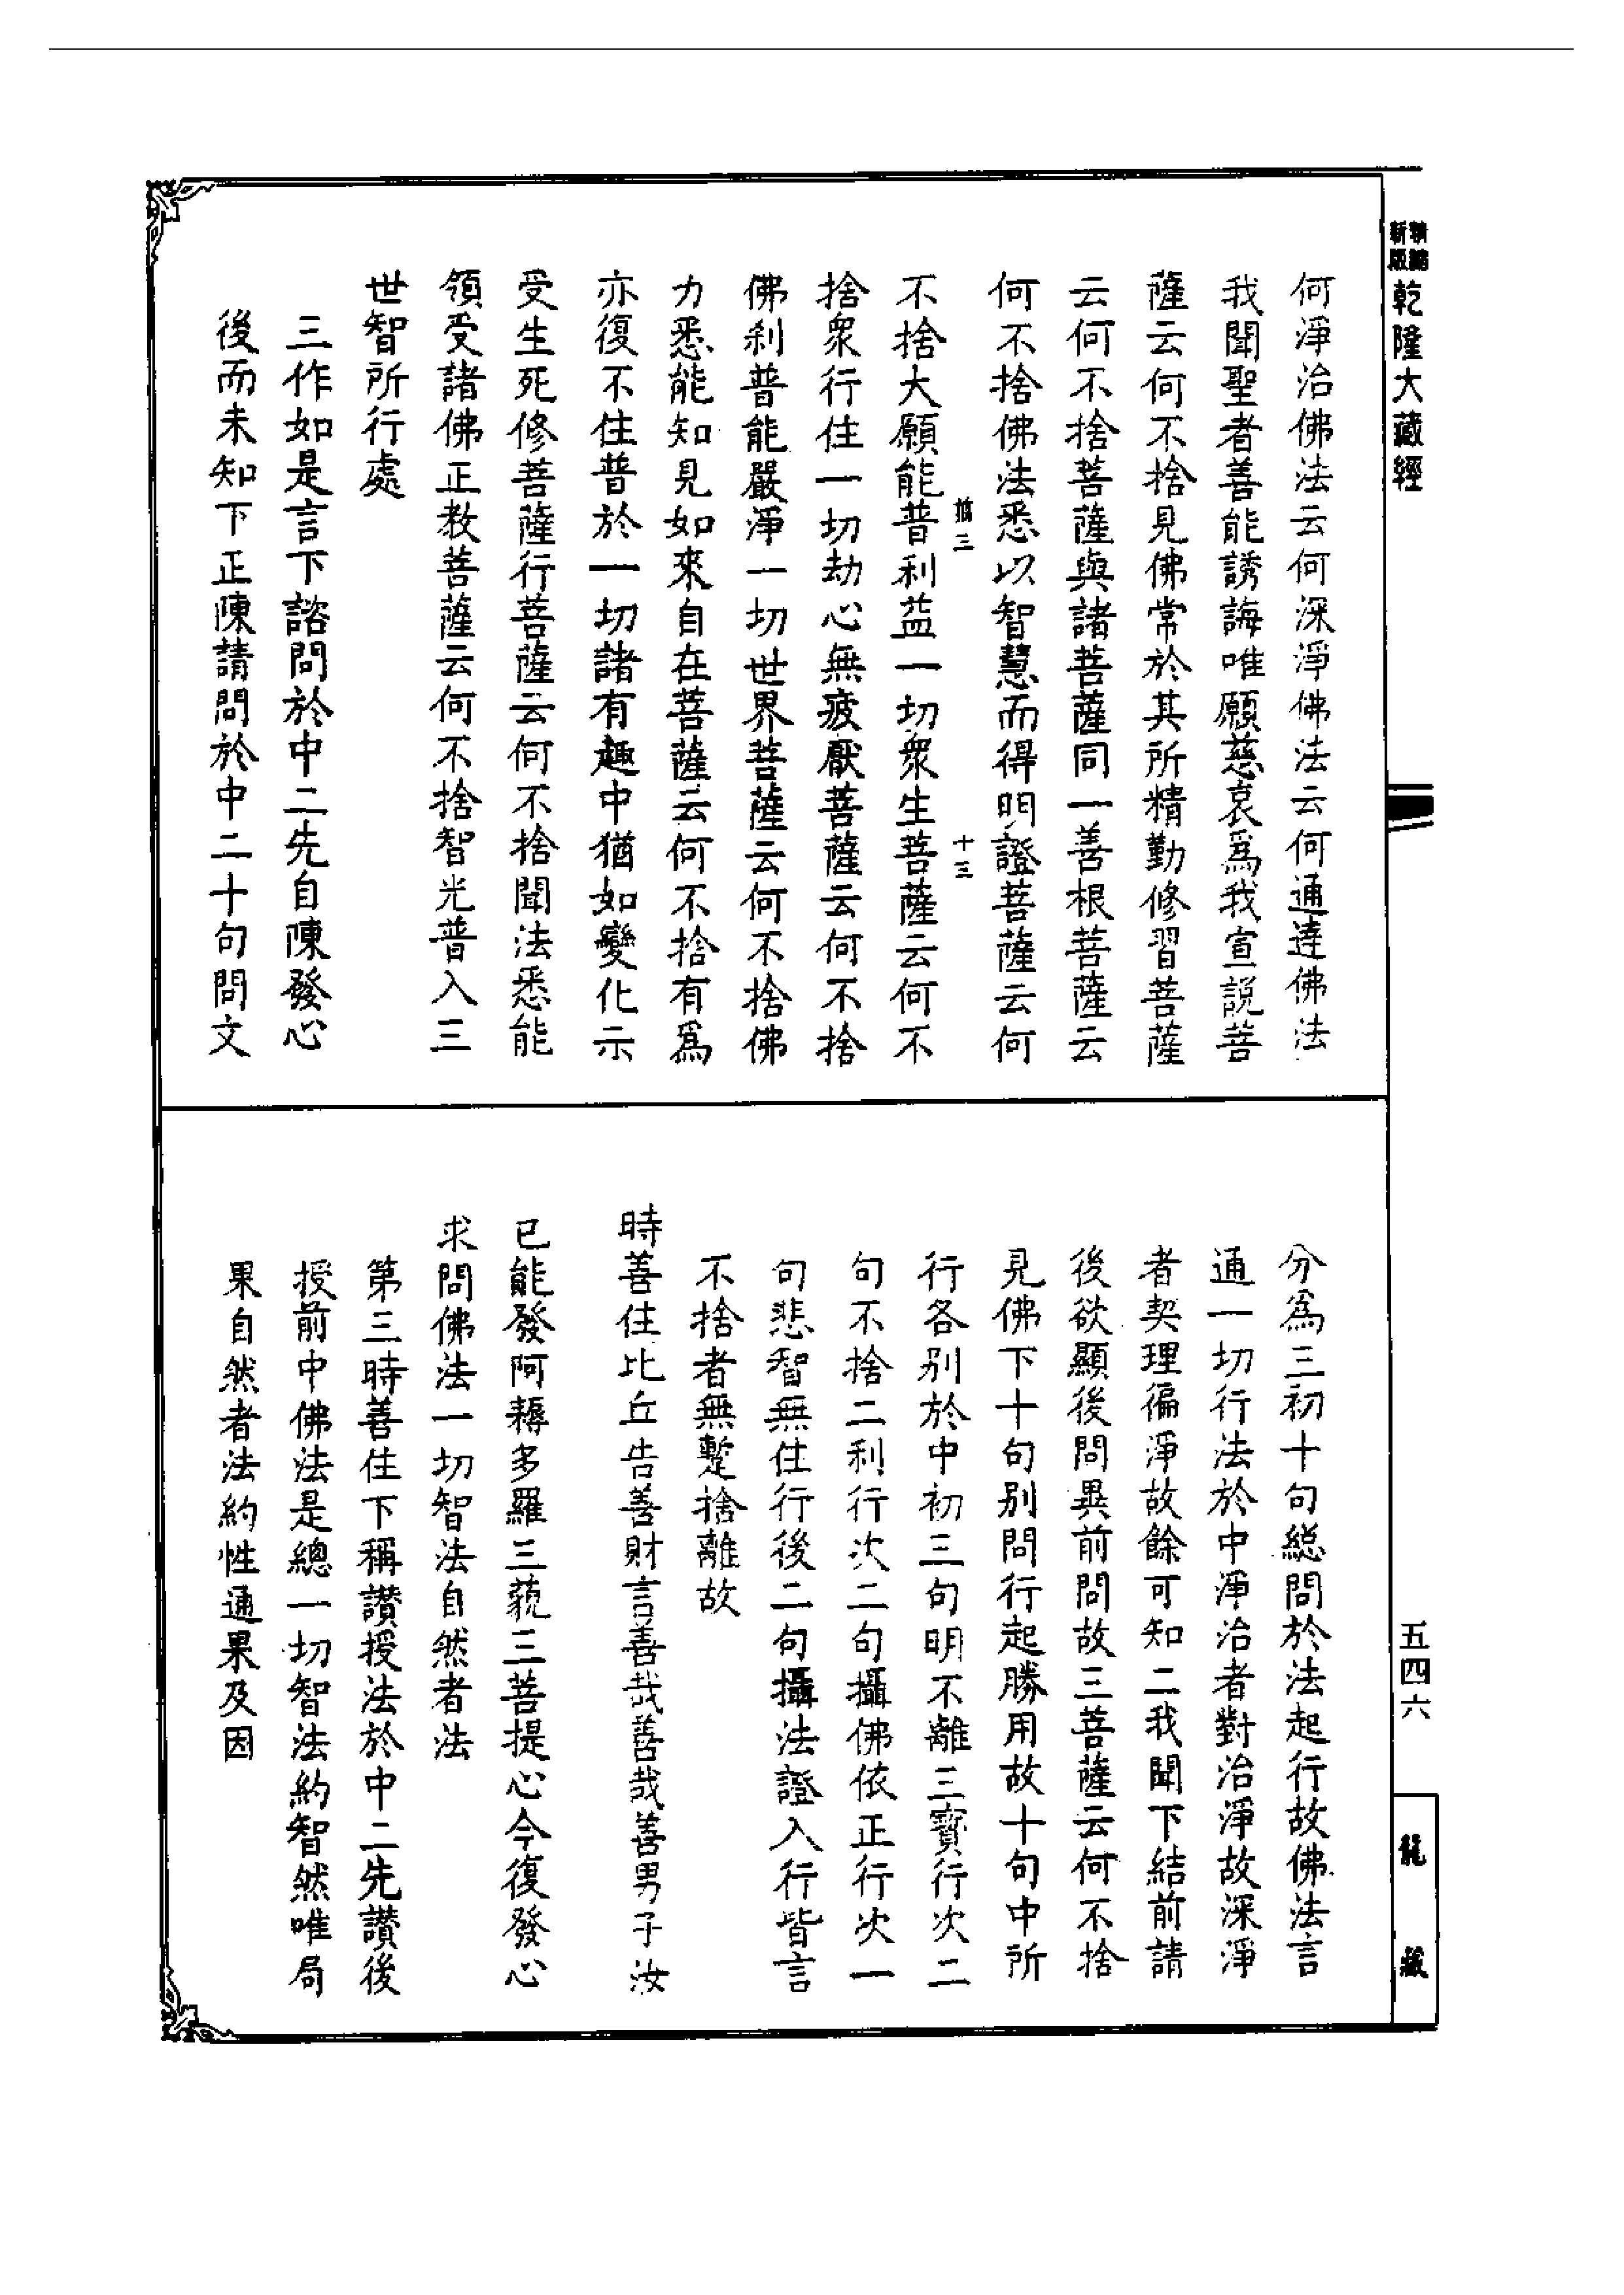 精縮新版乾隆大藏經
何淨治佛法云何深淨佛法云何通達佛法
我聞聖者善能誘誨唯願慈哀爲我宣說菩
薩云何不捨見佛常於其所精勤修習菩薩
云何不捨菩薩與諸菩薩同一善根菩薩云
何不捨佛法悉以智慧而得明證菩薩云何
三
十三
不捨大願能普利益一切衆生菩薩云何不
捨衆行住一切劫心無疲厭菩薩云何不捨
佛刹普能嚴淨一切世界菩薩云何不捨佛
力悉能知見如來自在菩薩云何不捨有爲
亦復不住普於一切諸有趣中猶如變化示
受生死修菩薩行菩薩云何不捨聞法悉能
領受諸佛正教菩薩云何不捨智光普入三
世智所行處
三作如是言下諮問於中二先自陳發心
後而未知下正陳請問於中二十句問文
分爲三初十句総問於法起行故佛法言
通一切行法於中淨治者對治淨故深淨
者契理徧淨故餘可知二我聞下結前請
後欲顯後問異前問故三菩薩云何不捨
見佛下十句別問行起勝用故十句中所
行各別於中初三句明不離三寶行次二
句不捨二利行次二句攝佛依正行次一
句悲智無住行後二句攝法證入行皆言
不捨者無蹔捨離故
時善住比丘告善財言善哉善哉善男子汝
已能發阿耨多羅三藐三菩提心今復發心
求問佛法一切智法自然者法
第三時善住下稱讚授法於中二先讚後
授前中佛法是總一切智法約智然唯局
果自然者法約性通果及因
五四六
龍藏